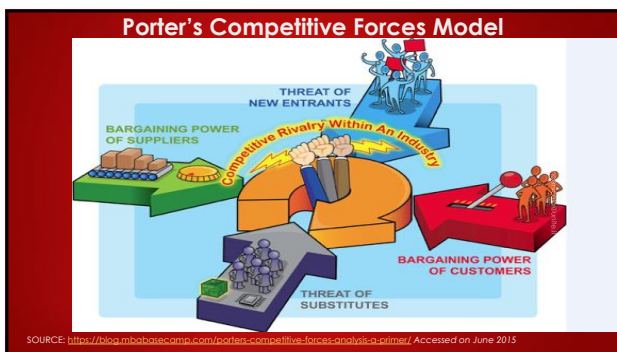 Porter's Competitive Forces Model
THREAT OF
NEW ENTRANTS
BARGAINING POWER
OF SUPPLIERS
Competitive Rivalry Within An Industry
BARGAINING POWER
OF CUSTOMERS
THREAT OF
SUBSTITUTES
SOURCE: https://blog.mbabasecamp.com/porters-competitive-forces-analysis-a-primer/ Accessed on June 2015